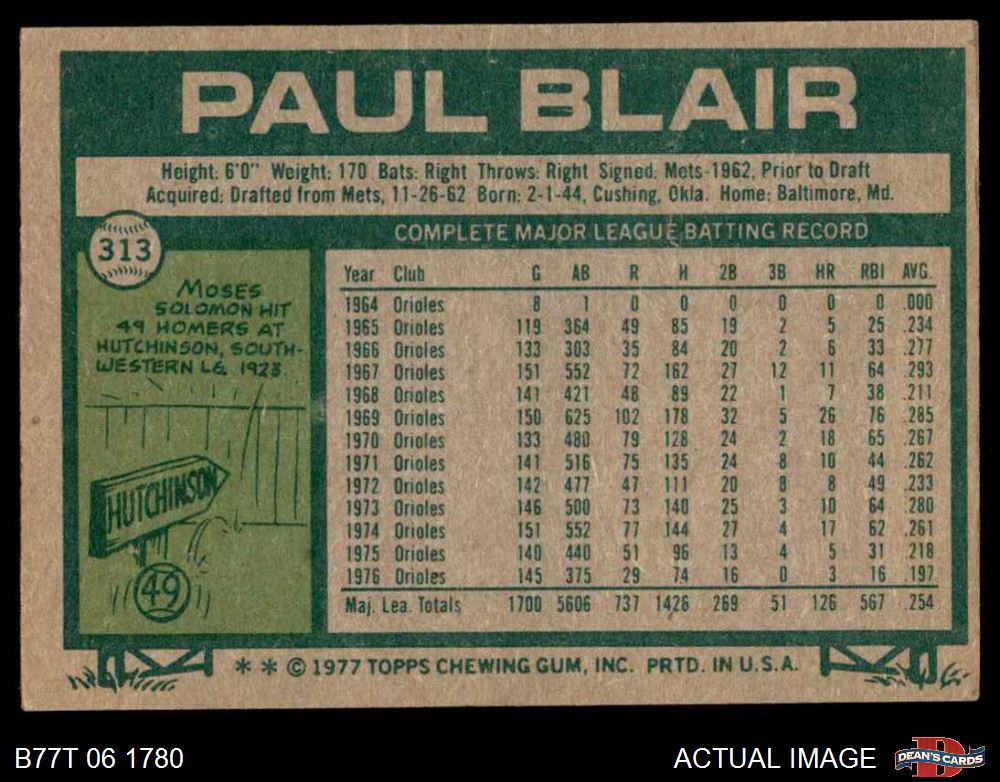 PAUL BLAIR
Height: 6'0" Weight: 170 Bats: Right Throws: Right Signed: Mets-1962, Prior to Draft
Acquired: Drafted from Mets, 11-26-62 Born: 2-1-44, Cushing, Okla. Home: Baltimore, Md.
313
MOSES
SOLOMON HIT
49 HOMERS AT
HUTCHINSON, SOUTH-
WESTERN LG. 1923.
HUTCHINSON
49
COMPLETE MAJOR LEAGUE BATTING RECORD
Year Club G AB R H 2B 3B HR RBI AVG.
1964 Orioles 8 1 0 0 0 0 0 0 .000
1965 Orioles 119 364 49 85 19 2 5 25 .234
1966 Orioles 133 303 35 84 20 2 6 33 .277
1967 Orioles 151 552 72 162 27 12 11 64 .293
1968 Orioles 141 421 48 89 22 1 7 38 .211
1969 Orioles 150 625 102 178 32 5 26 76 .285
1970 Orioles 133 480 79 128 24 2 18 65 .267
1971 Orioles 141 516 75 135 24 8 10 44 .262
1972 Orioles 142 477 47 111 20 8 8 49 .233
1973 Orioles 146 500 73 140 25 3 10 64 .280
1974 Orioles 151 552 77 144 27 4 17 62 .261
1975 Orioles 140 440 51 96 13 4 5 31 .218
1976 Orioles 145 375 29 74 16 0 3 16 .197
Maj. Lea. Totals 1700 5606 737 1426 269 51 126 567 .254
* * © 1977 TOPPS CHEWING GUM, INC. PRTD. IN U.S.A.
B77T 06 1780
ACTUAL IMAGE
D
DEAN'S CARDS